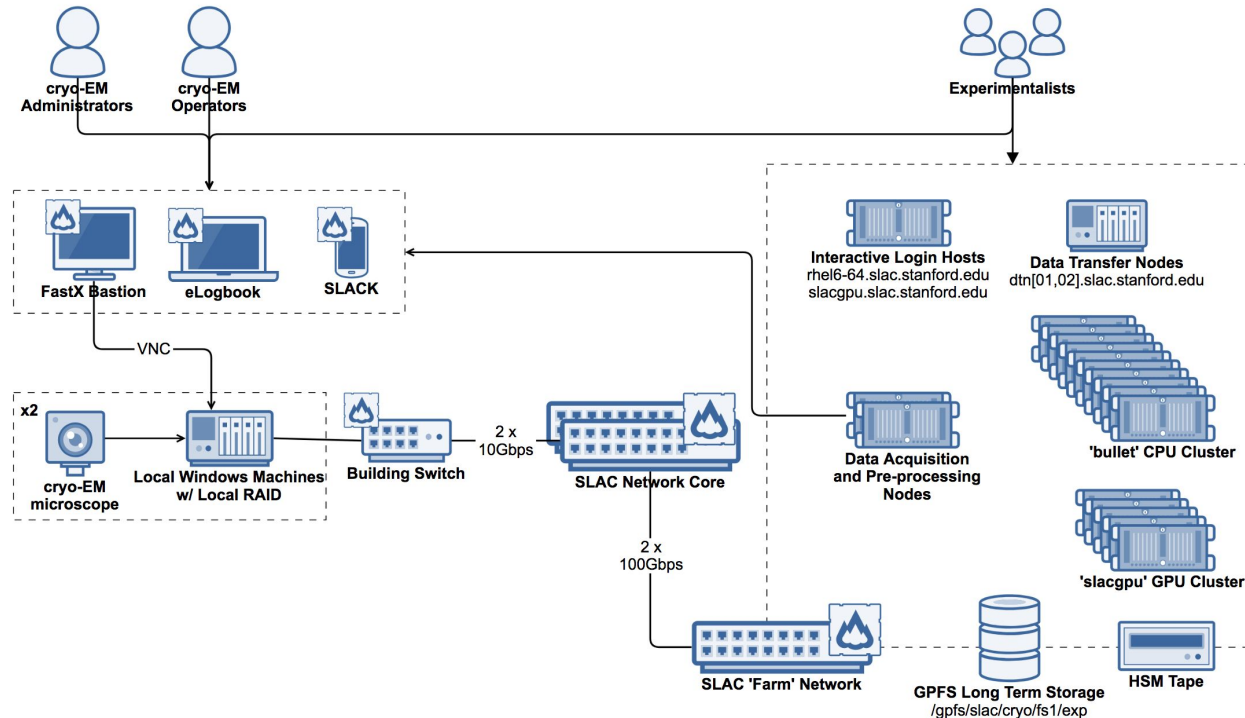 cryo-EM
Administrators
cryo-EM
Operators
Experimentalists
FastX Bastion
eLogbook
SLACK
Interactive Login Hosts
rhel6-64.slac.stanford.edu
slacgpu.slac.stanford.edu
Data Transfer Nodes
dtn[01,02].slac.stanford.edu
VNC
x2
cryo-EM
microscope
Local Windows Machines
w/ Local RAID
Building Switch
2 x
10Gbps
SLAC Network Core
Data Acquisition
and Pre-processing
Nodes
'bullet' CPU Cluster
2 x
100Gbps
'slacgpu' GPU Cluster
SLAC 'Farm' Network
GPFS Long Term Storage
/gpfs/slac/cryo/fs1/exp
HSM Tape